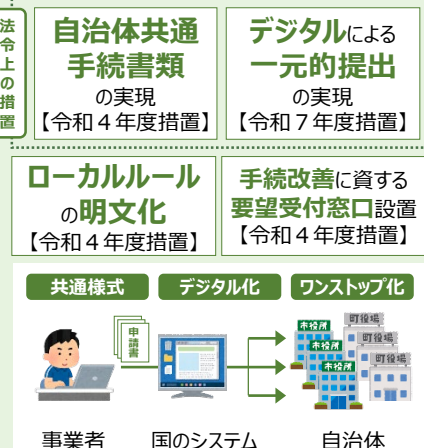 法令上の措置
自治体共通
手続書類
の実現
【令和４年度措置】
デジタルによる
一元的提出
の実現
【令和７年度措置】
ローカルルール
の明文化
【令和４年度措置】
手続改善に資する
要望受付窓口設置
【令和４年度措置】
共通様式
デジタル化
ワンストップ化
申請書
市役所
町役場
市役所
町役場
市役所
町役場
事業者
国のシステム
自治体